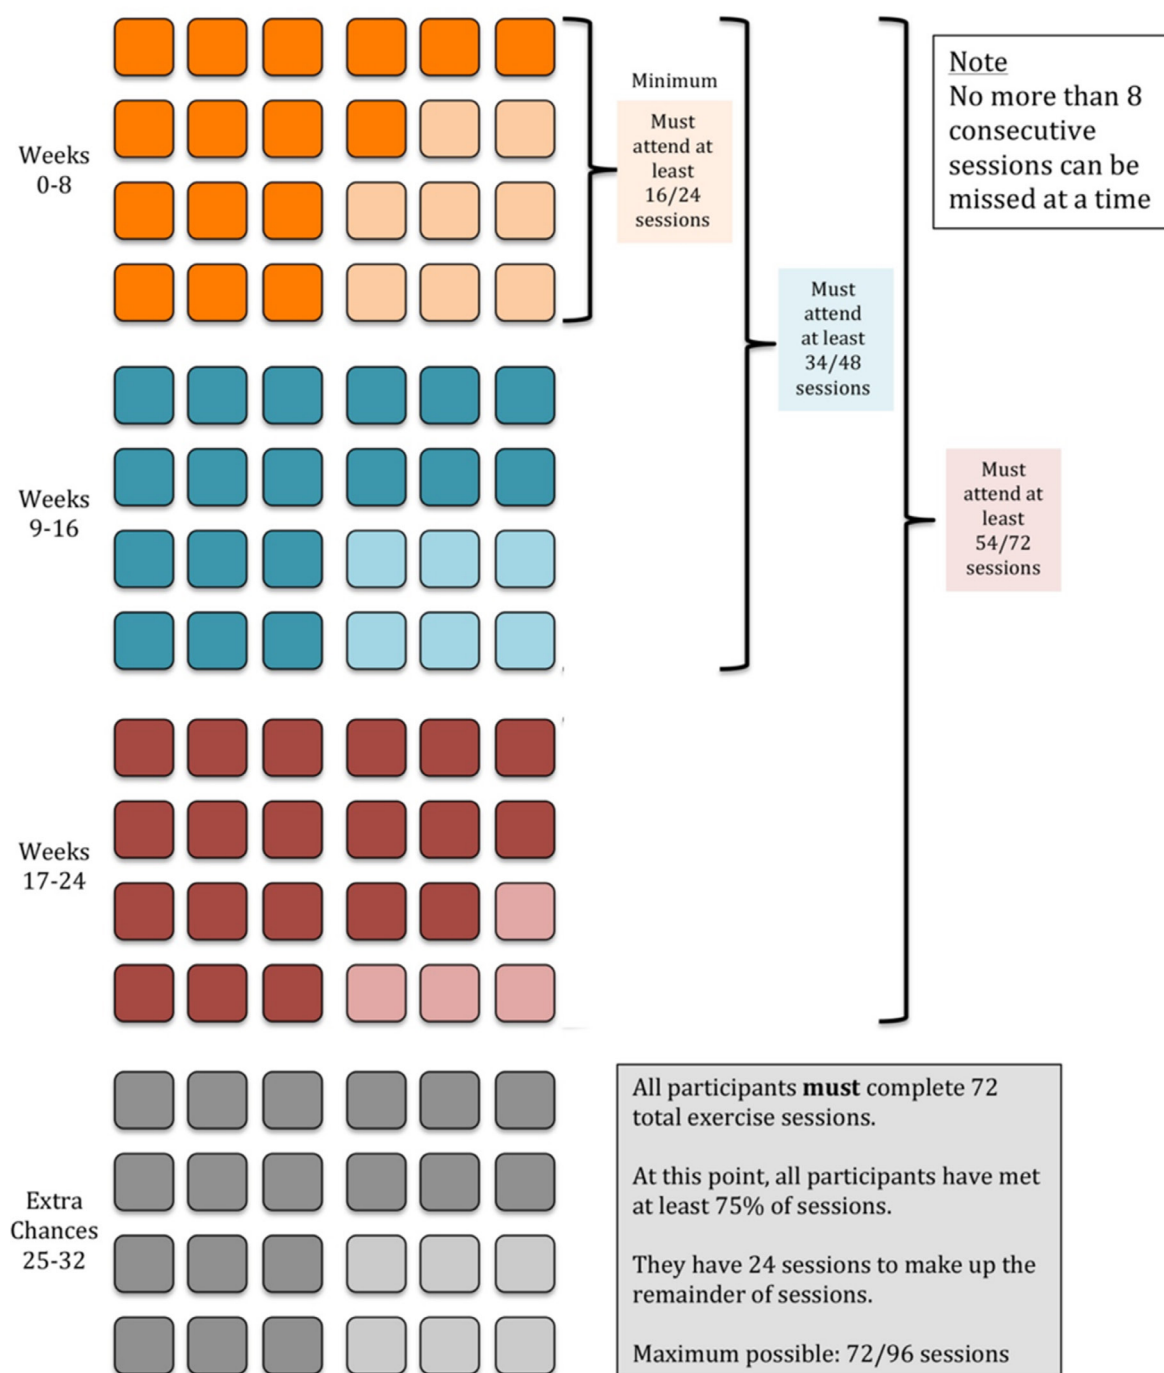 Weeks
0-8
Minimum
Must
attend at
least
16/24
sessions
Note
No more than 8
consecutive
sessions can be
missed at a time
Must
attend
at least
34/48
sessions
Weeks
9-16
Must
attend at
least
54/72
sessions
Weeks
17-24
Extra
Chances
25-32
All participants must complete 72
total exercise sessions.
At this point, all participants have met
at least 75% of sessions.
They have 24 sessions to make up the
remainder of sessions.
Maximum possible: 72/96 sessions